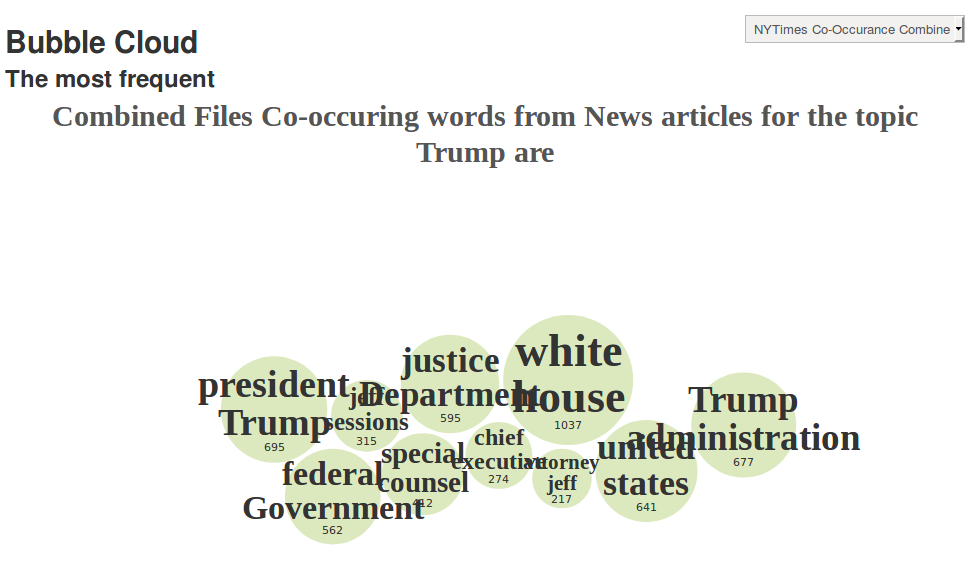 NYTimes Co-Occurance Combine
Bubble Cloud
The most frequent
Combined Files Co-occuring words from News articles for the topic
Trump are
president
Trump
695
jeff
sessions
315
justice
Department
595
white
house
1037
Trump
administration
677
federal
Government
562
special
counsel
412
chief
executive
274
attorney
jeff
217
united
states
641